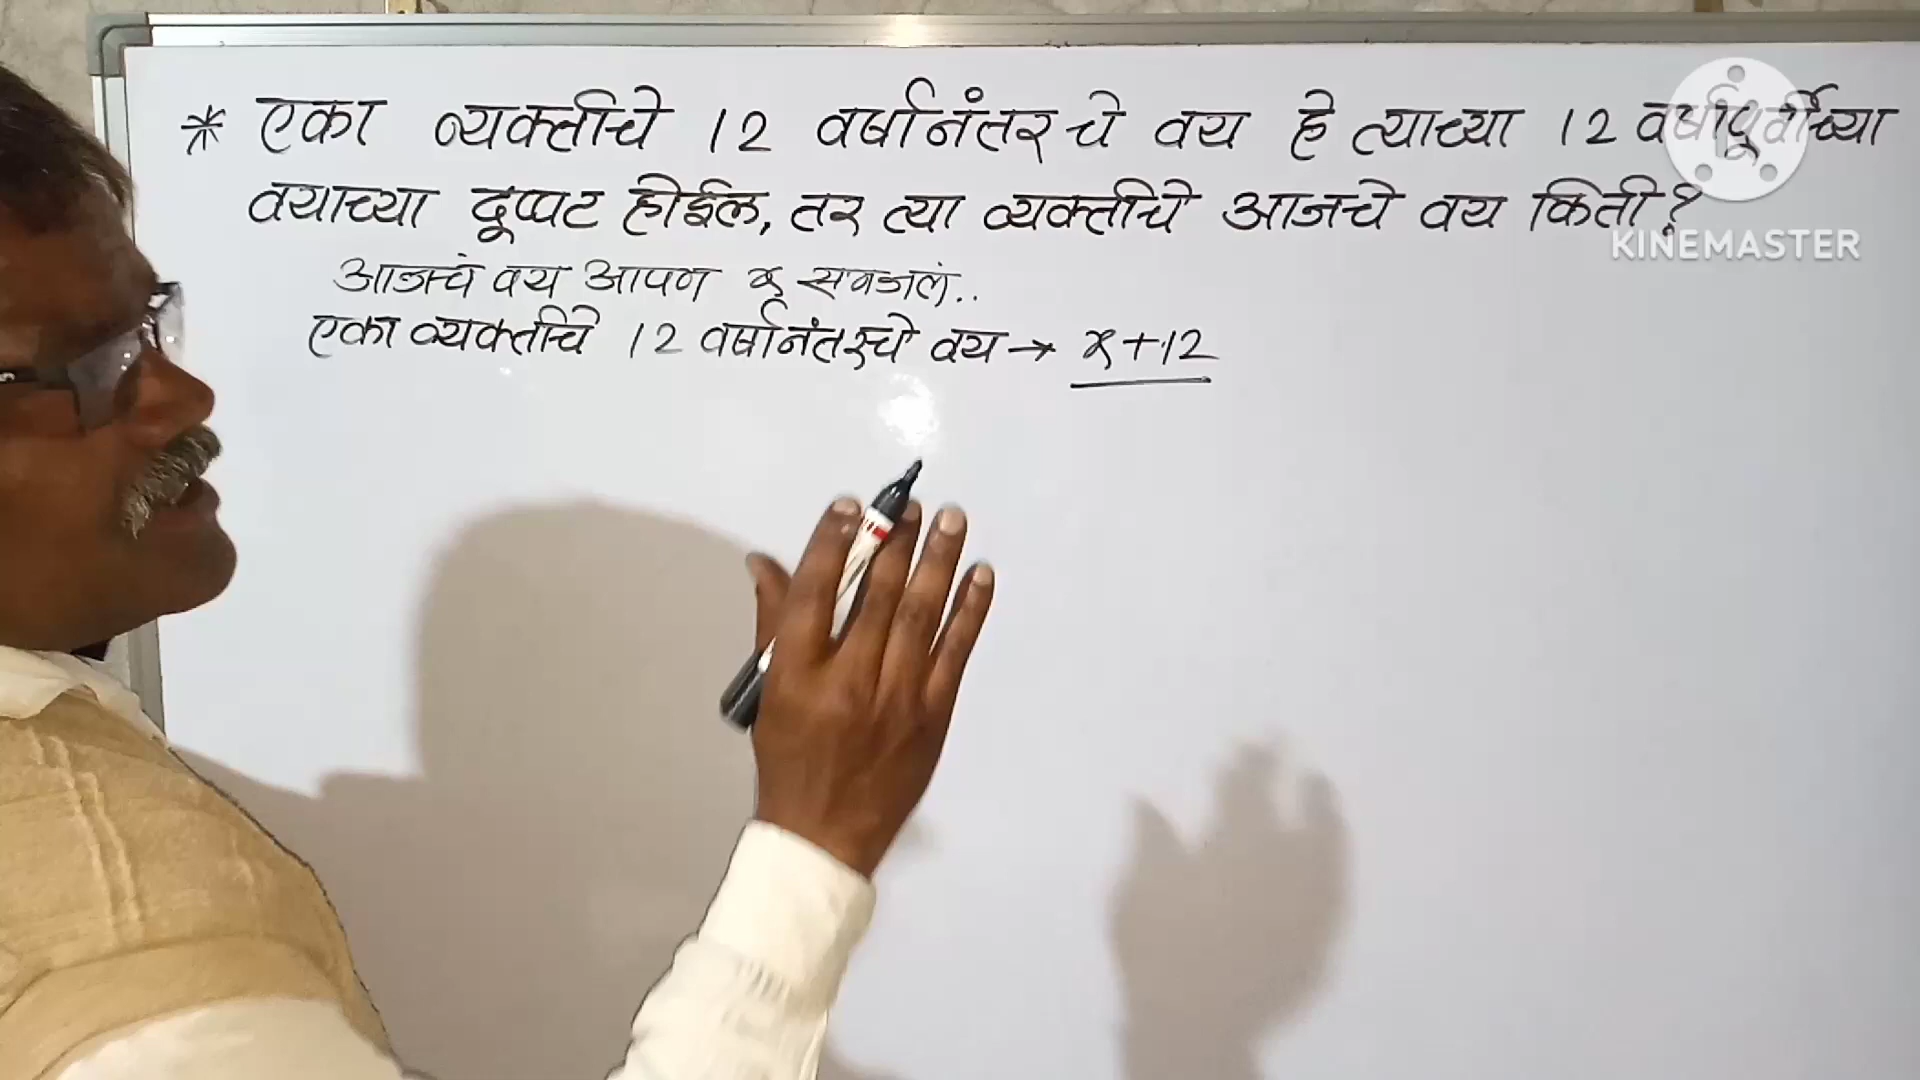 * एका व्यक्तीचे 12 वर्षानंतरचे वय हे त्याच्या 12 वर्षापूर्वीच्या
वयाच्या दूप्पट होईल, तर त्या व्यक्तीचे आजचे वय किती?
KINEMASTER
आजचं वय आपण x समजलं..
एका व्यक्तीचे 12 वर्षानंतरचे वय → x+12